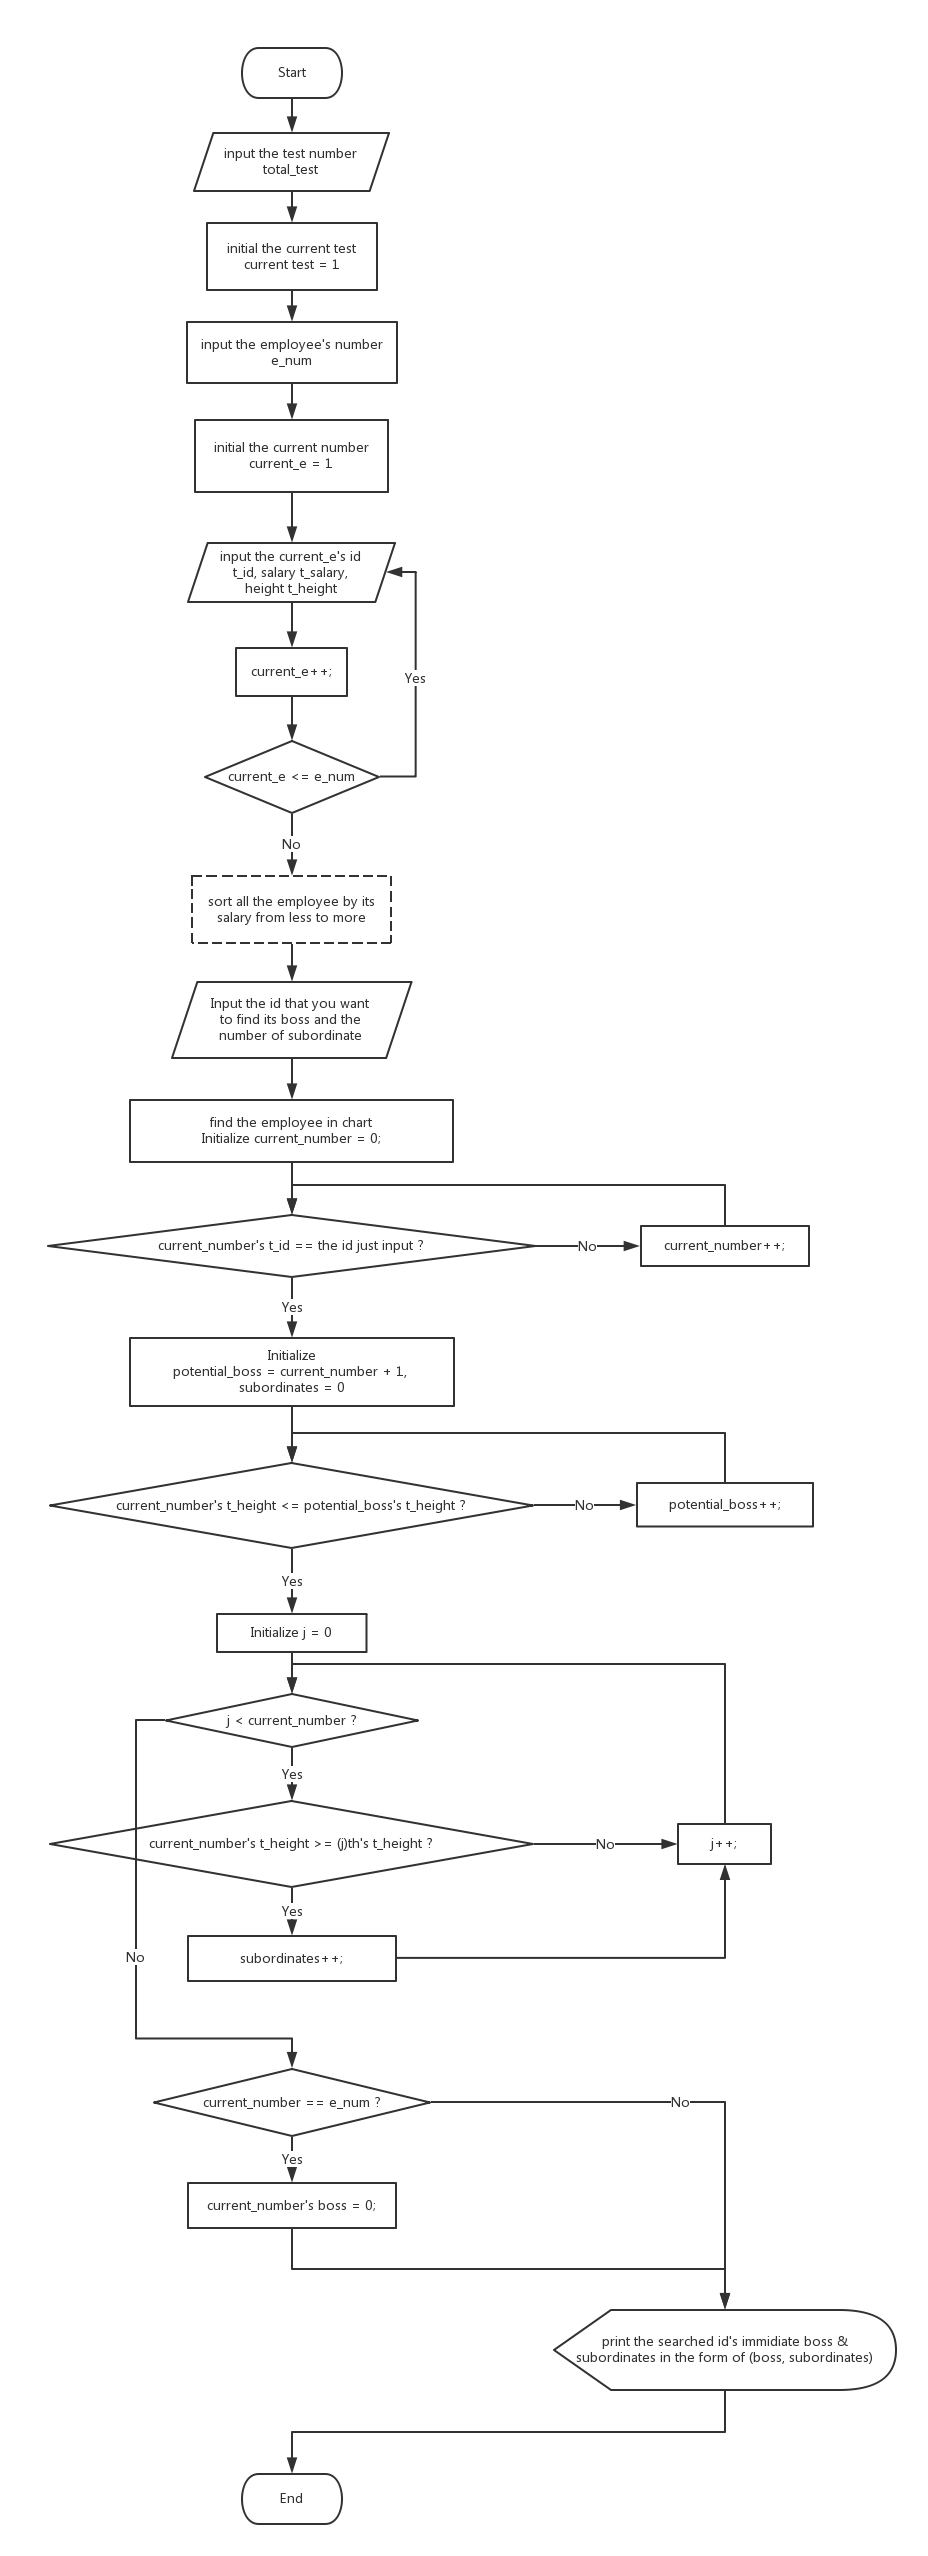 Start
input the test number
total_test
initial the current test
current test = 1
input the employee's number
e_num
initial the current number
current_e = 1
input the current_e's id
t_id, salary t_salary,
height t_height
current_e++;
Yes
current_e <= e_num
No
sort all the employee by its
salary from less to more
Input the id that you want
to find its boss and the
number of subordinate
find the employee in chart
Initialize current_number = 0;
current_number's t_id == the id just input ?
No
current_number++;
Yes
Initialize
potential_boss = current_number + 1,
subordinates = 0
current_number's t_height <= potential_boss's t_height ?
No
potential_boss++;
Yes
Initialize j = 0
j < current_number ?
Yes
current_number's t_height >= (j)th's t_height ?
No
j++;
Yes
subordinates++;
No
current_number == e_num ?
No
Yes
current_number's boss = 0;
print the searched id's immidiate boss &
subordinates in the form of (boss, subordinates)
End